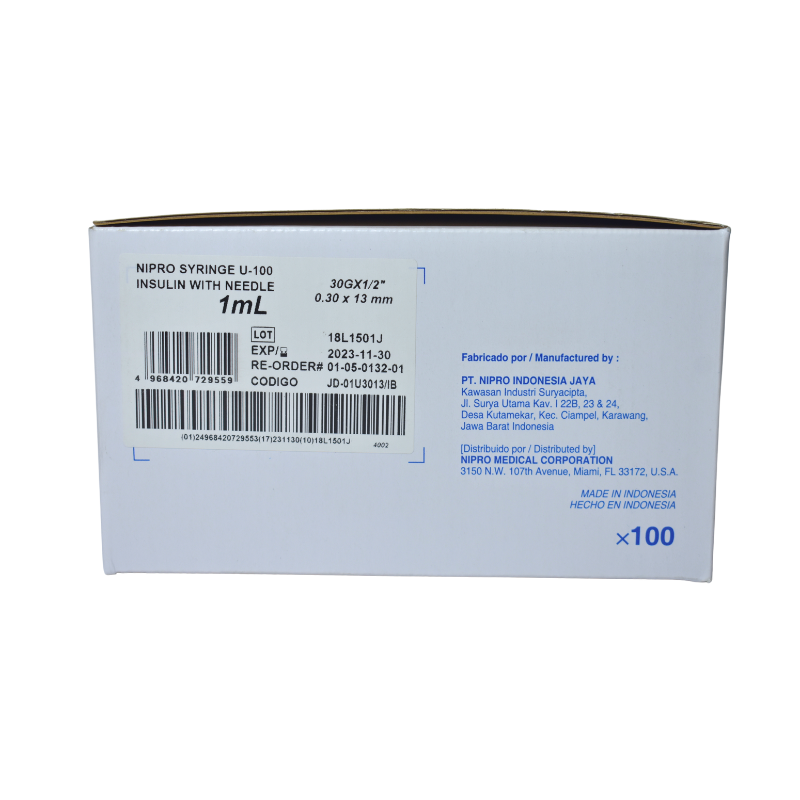 NIPRO SYRINGE U-100
INSULIN WITH NEEDLE
1mL
30GX1/2"
0.30 x 13 mm
LOT 18L1501J
EXP/ 2023-11-30
RE-ORDER# 01-05-0132-01
CODIGO JD-01U3013/IB
4 968420 729559
(01)24968420729553(17)231130(10)18L1501J
4002
Fabricado por / Manufactured by :
PT. NIPRO INDONESIA JAYA
Kawasan Industri Suryacipta,
Jl. Surya Utama Kav. I 22B, 23 & 24,
Desa Kutamekar, Kec. Ciampel, Karawang,
Jawa Barat Indonesia
[Distribuido por / Distributed by]
NIPRO MEDICAL CORPORATION
3150 N.W. 107th Avenue, Miami, FL 33172, U.S.A.
MADE IN INDONESIA
HECHO EN INDONESIA
×100